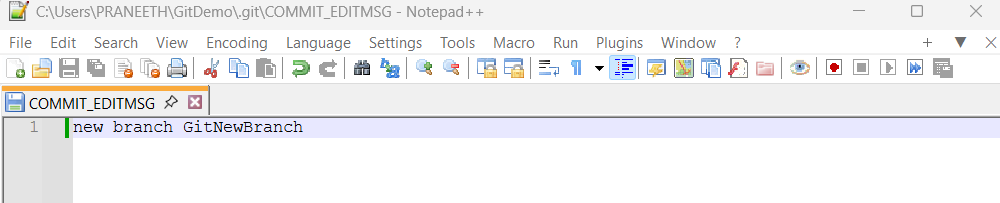 C:\Users\PRANEETH\GitDemo\.git\COMMIT_EDITMSG - Notepad++
File Edit Search View Encoding Language Settings Tools Macro Run Plugins Window ?
COMMIT_EDITMSG
1 new branch GitNewBranch